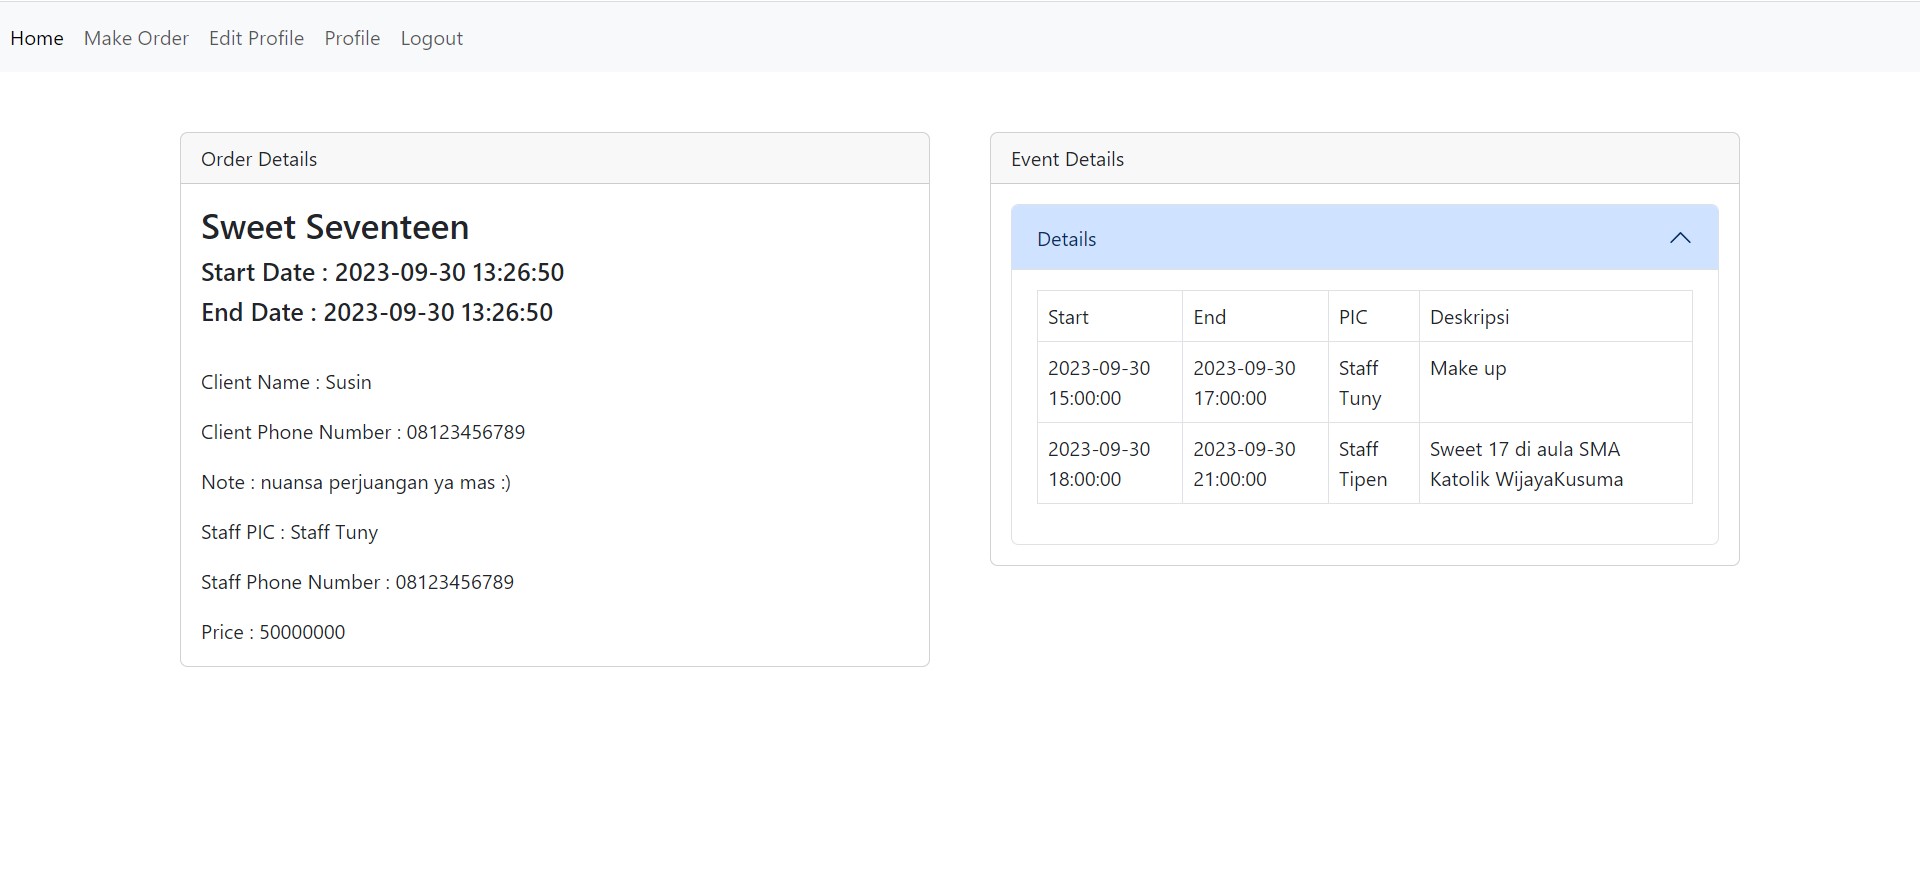 Home Make Order Edit Profile Profile Logout
Order Details
Sweet Seventeen
Start Date : 2023-09-30 13:26:50
End Date : 2023-09-30 13:26:50
Client Name : Susin
Client Phone Number : 08123456789
Note : nuansa perjuangan ya mas :)
Staff PIC : Staff Tuny
Staff Phone Number : 08123456789
Price : 50000000
Event Details
Details
Start End PIC Deskripsi
2023-09-30 2023-09-30 Staff Make up
15:00:00 17:00:00 Tuny
2023-09-30 2023-09-30 Staff Sweet 17 di aula SMA
18:00:00 21:00:00 Tipen Katolik WijayaKusuma